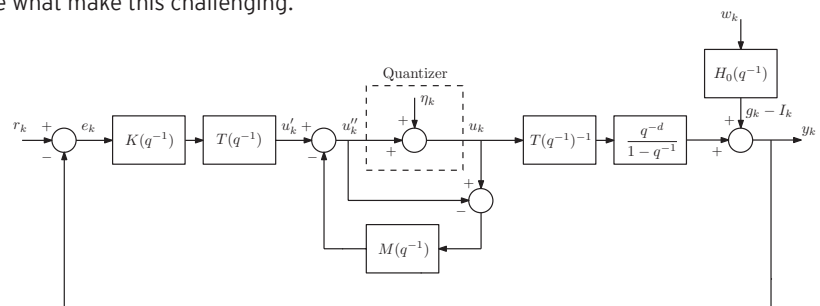 e what make this challenging.
w_k
H_0(q^{-1})
Quantizer
η_k
g_k − I_k
r_k
+
−
e_k
K(q^{-1})
T(q^{-1})
u'_k
+
−
u''_k
+
+
u_k
T(q^{-1})^{-1}
q^{-d}
1 − q^{-1}
+
+
y_k
+
−
M(q^{-1})